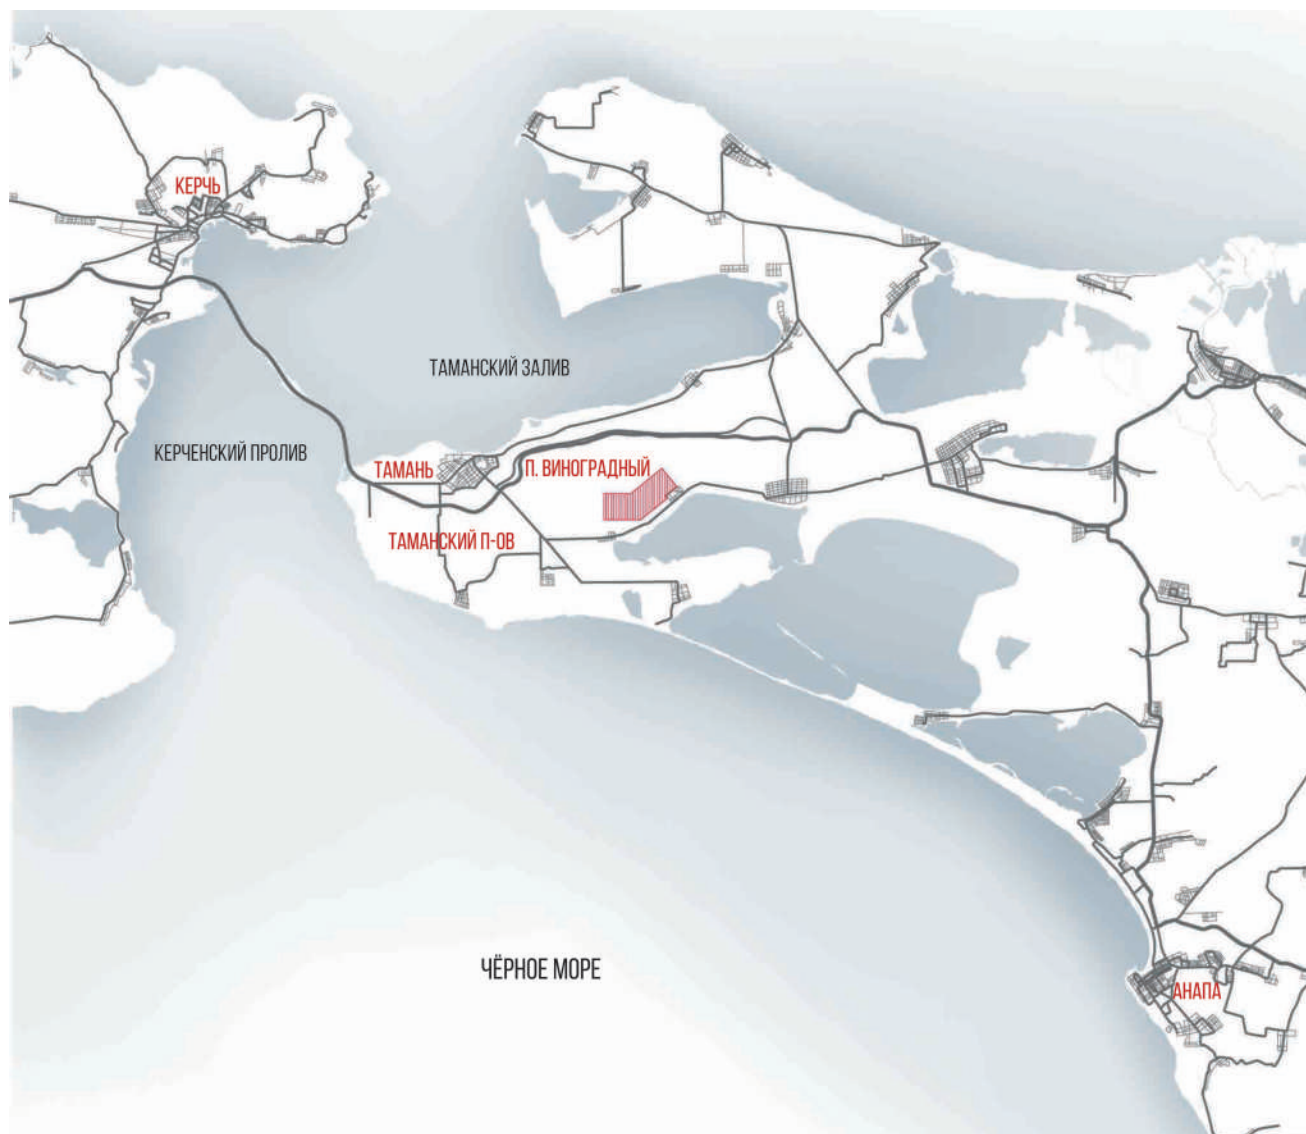 КЕРЧЬ
ТАМАНСКИЙ ЗАЛИВ
КЕРЧЕНСКИЙ ПРОЛИВ
ТАМАНЬ
П. ВИНОГРАДНЫЙ
ТАМАНСКИЙ П-ОВ
ЧЁРНОЕ МОРЕ
АНАПА